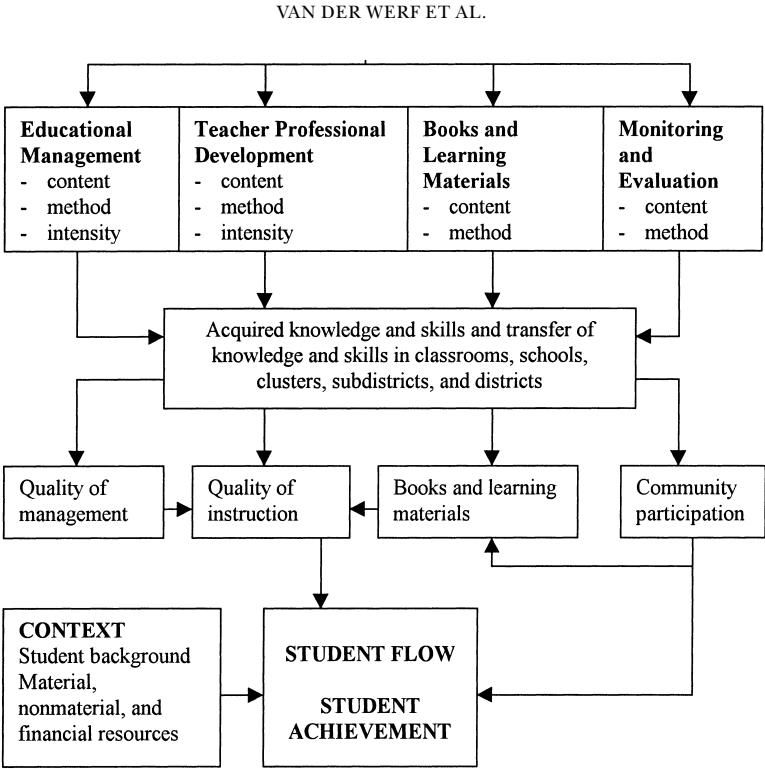 VAN DER WERF ET AL.
Educational
Management
- content
- method
- intensity
Teacher Professional
Development
- content
- method
- intensity
Books and
Learning
Materials
- content
- method
Monitoring
and
Evaluation
- content
- method
Acquired knowledge and skills and transfer of
knowledge and skills in classrooms, schools,
clusters, subdistricts, and districts
Quality of
management
Quality of
instruction
Books and learning
materials
Community
participation
CONTEXT
Student background
Material,
nonmaterial, and
financial resources
STUDENT FLOW
STUDENT
ACHIEVEMENT